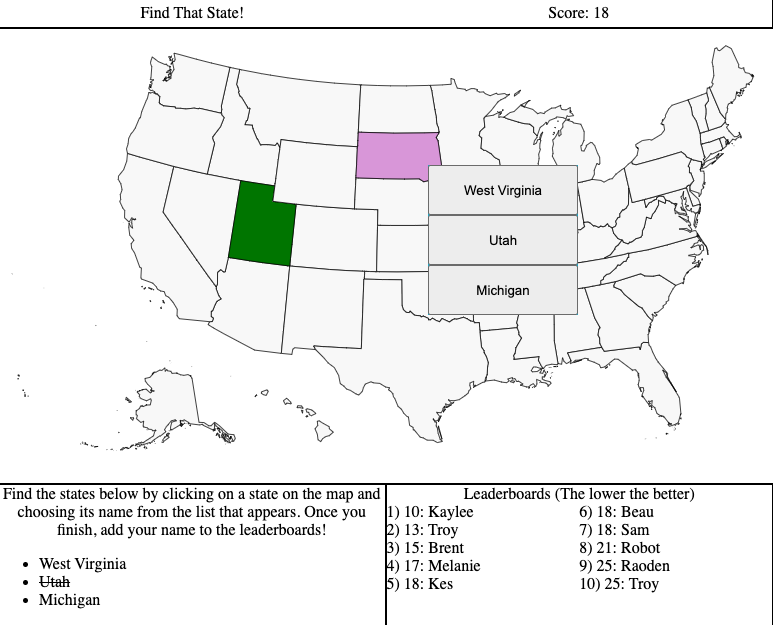 Find That State!
Score: 18
West Virginia
Utah
Michigan
Find the states below by clicking on a state on the map and
choosing its name from the list that appears. Once you
finish, add your name to the leaderboards!
West Virginia
Utah
Michigan
Leaderboards (The lower the better)
1) 10: Kaylee
2) 13: Troy
3) 15: Brent
4) 17: Melanie
5) 18: Kes
6) 18: Beau
7) 18: Sam
8) 21: Robot
9) 25: Raoden
10) 25: Troy